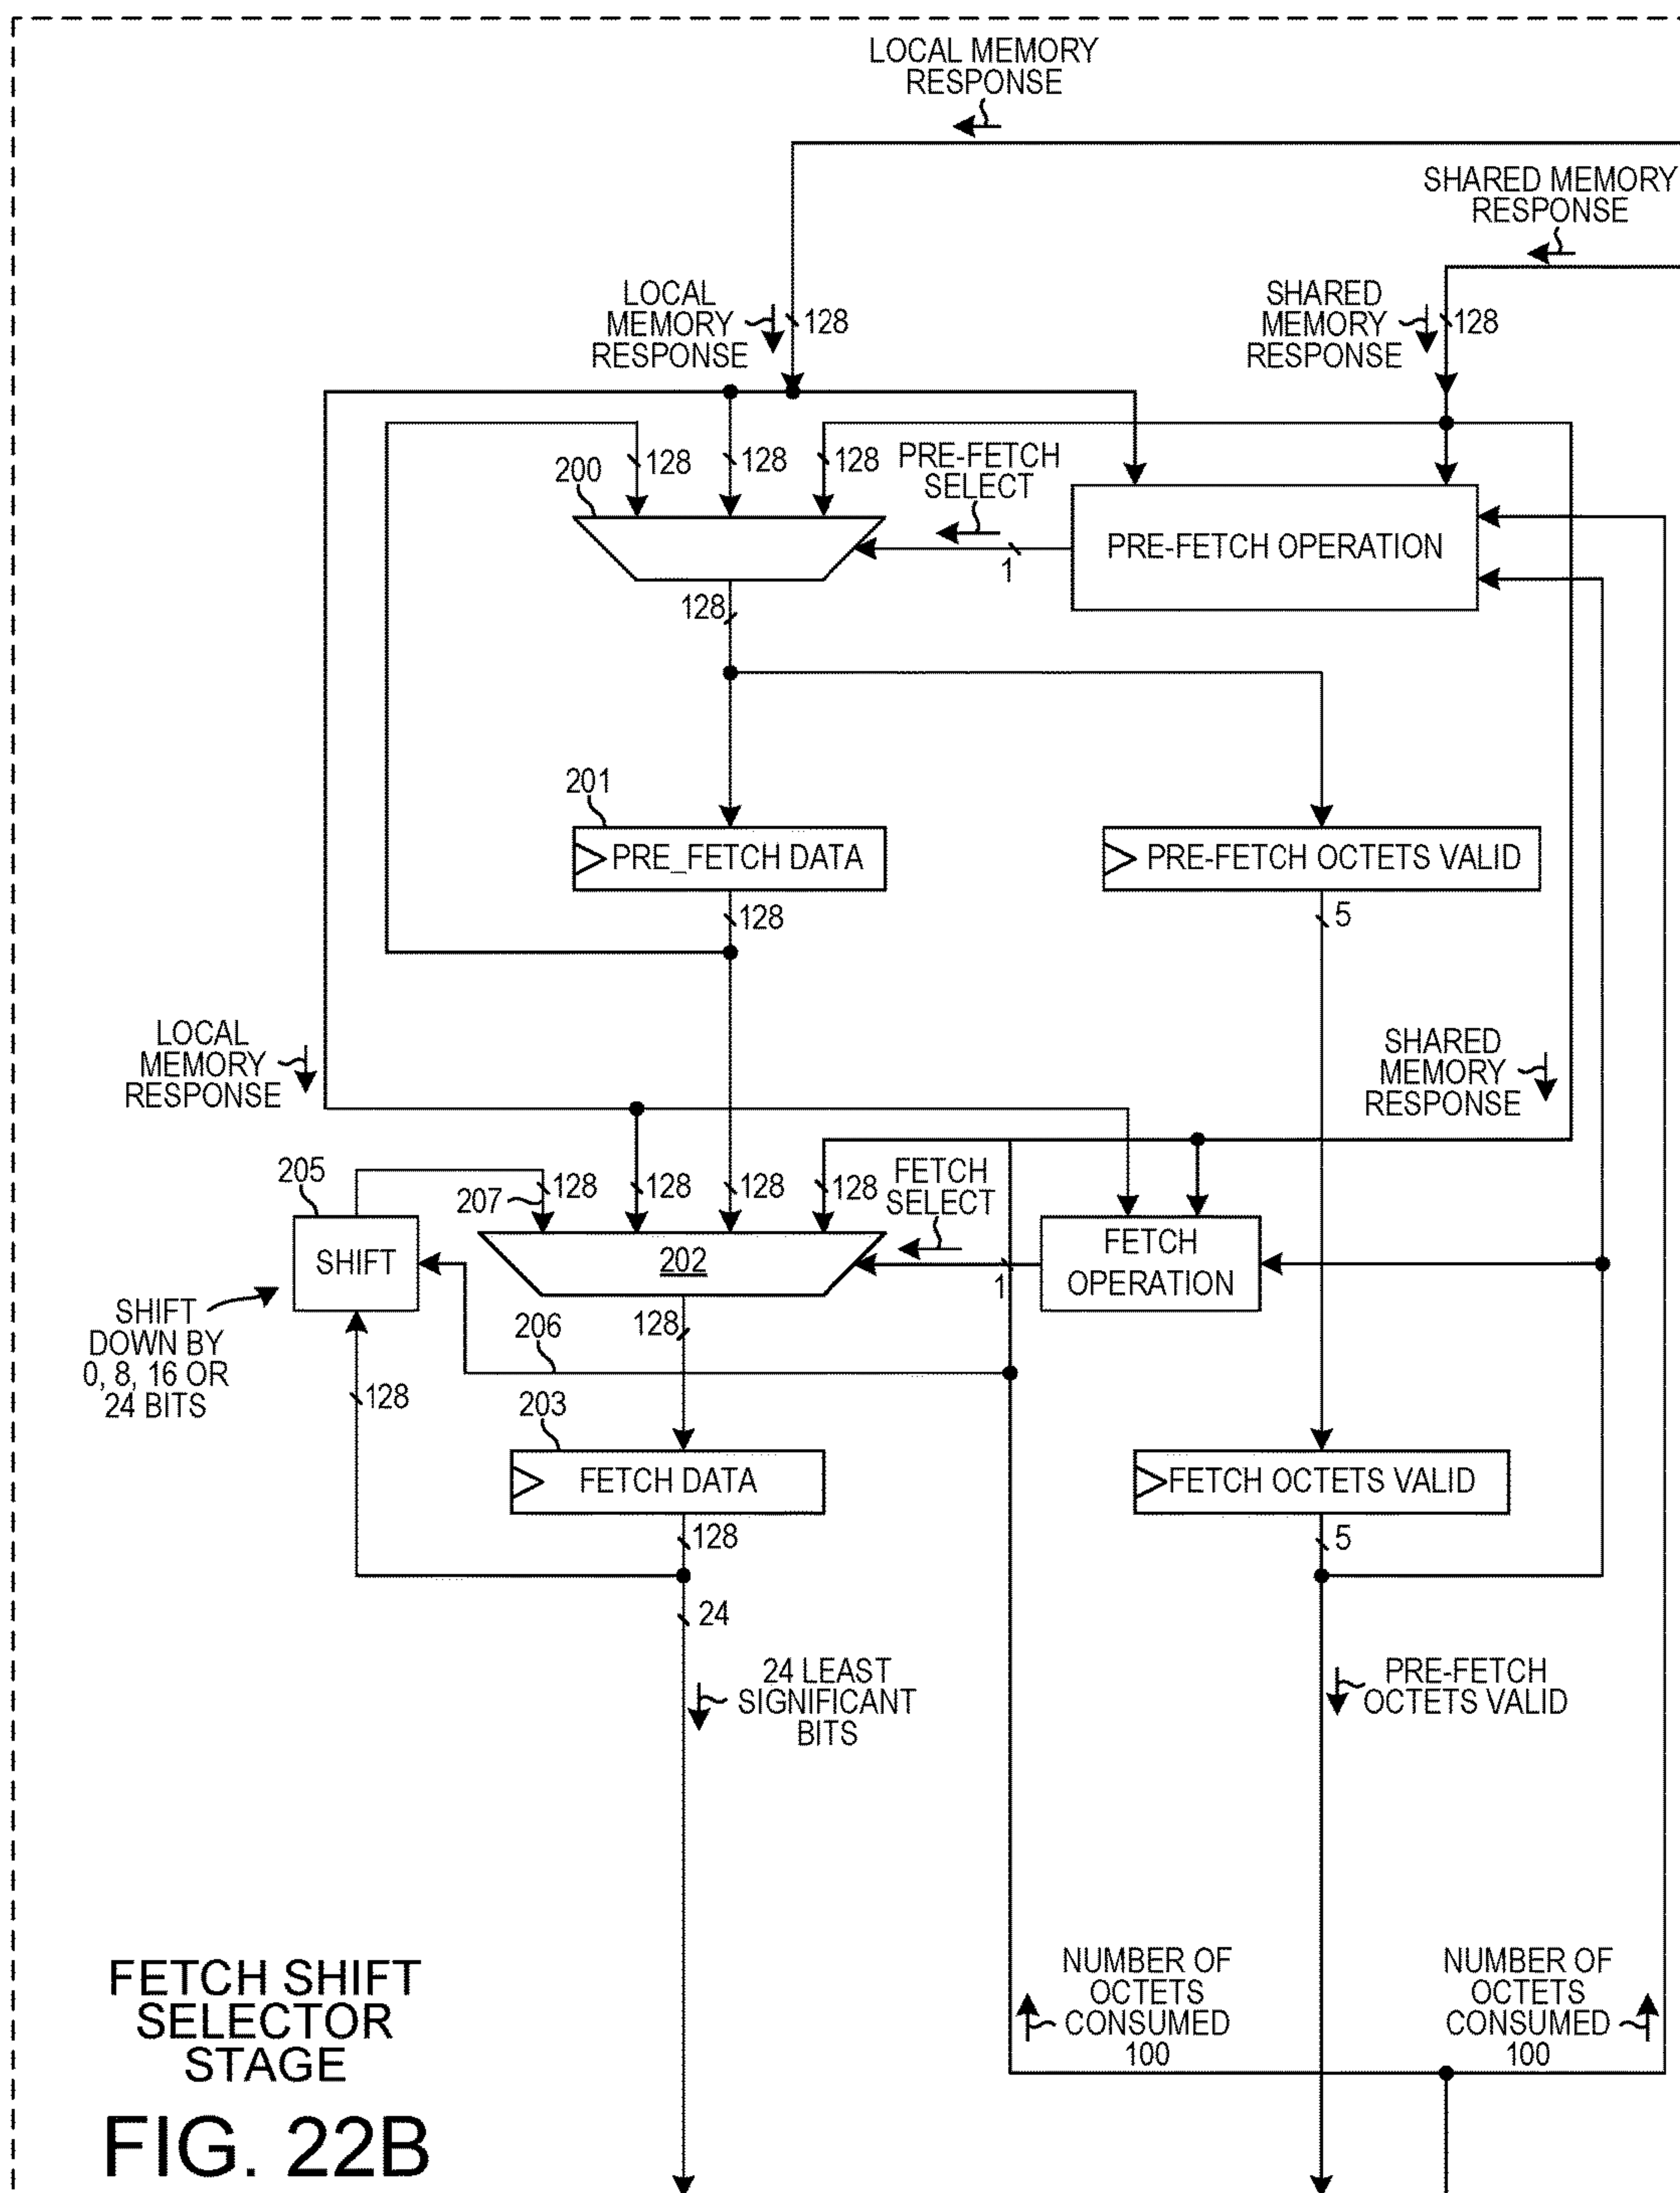 LOCAL MEMORY
RESPONSE
SHARED MEMORY
RESPONSE
LOCAL
MEMORY
RESPONSE
128
SHARED
MEMORY
RESPONSE
128
200
128
128
128
PRE-FETCH
SELECT
1
PRE-FETCH OPERATION
128
201
PRE_FETCH DATA
PRE-FETCH OCTETS VALID
128
5
LOCAL
MEMORY
RESPONSE
SHARED
MEMORY
RESPONSE
205
207
128
128
128
128
FETCH
SELECT
SHIFT
202
1
FETCH
OPERATION
SHIFT
DOWN BY
0, 8, 16 OR
24 BITS
128
206
128
203
FETCH DATA
FETCH OCTETS VALID
128
5
24
24 LEAST
SIGNIFICANT
BITS
PRE-FETCH
OCTETS VALID
NUMBER OF
OCTETS
CONSUMED
100
NUMBER OF
OCTETS
CONSUMED
100
FETCH SHIFT
SELECTOR
STAGE
FIG. 22B